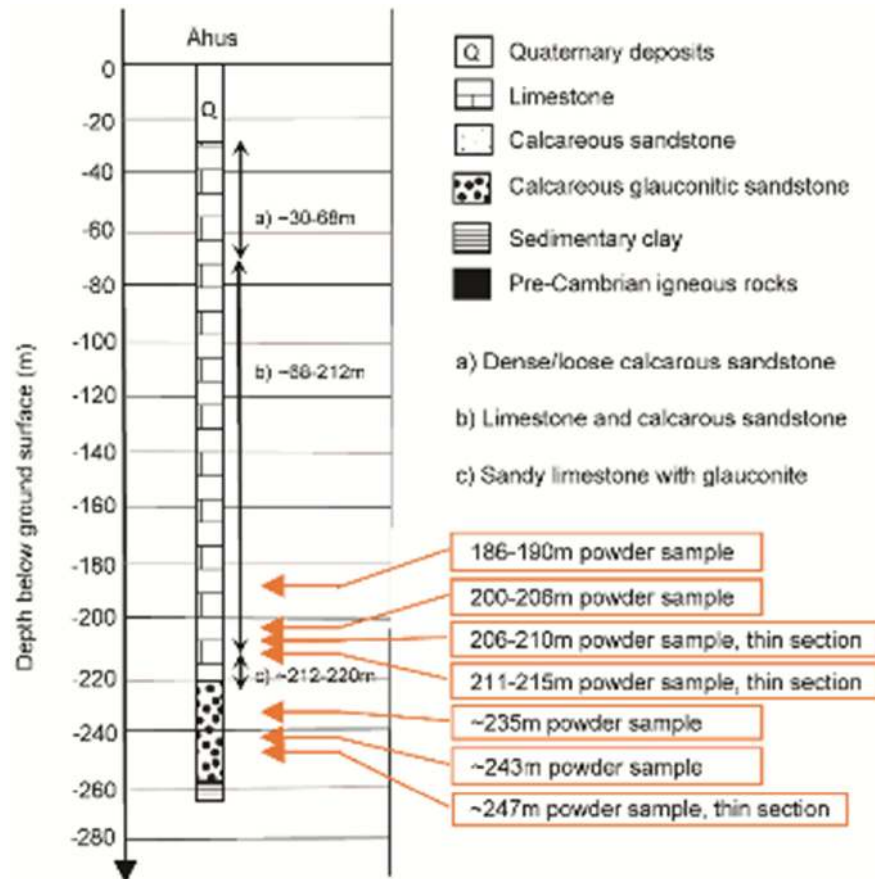 Åhus
0
-20
-40
-60
-80
-100
-120
-140
-160
-180
-200
-220
-240
-260
-280
Depth below ground surface (m)
Q
a) ~30-68m
b) ~68-212m
c) ~212-220m
Q Quaternary deposits
Limestone
Calcareous sandstone
Calcareous glauconitic sandstone
Sedimentary clay
Pre-Cambrian igneous rocks
a) Dense/loose calcarous sandstone
b) Limestone and calcarous sandstone
c) Sandy limestone with glauconite
186-190m powder sample
200-206m powder sample
206-210m powder sample, thin section
211-215m powder sample, thin section
~235m powder sample
~243m powder sample
~247m powder sample, thin section